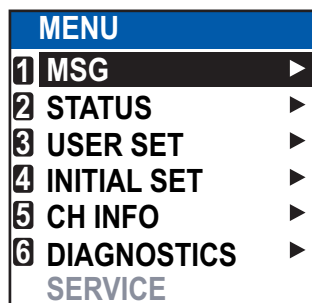 MENU
1 MSG
2 STATUS
3 USER SET
4 INITIAL SET
5 CH INFO
6 DIAGNOSTICS
SERVICE